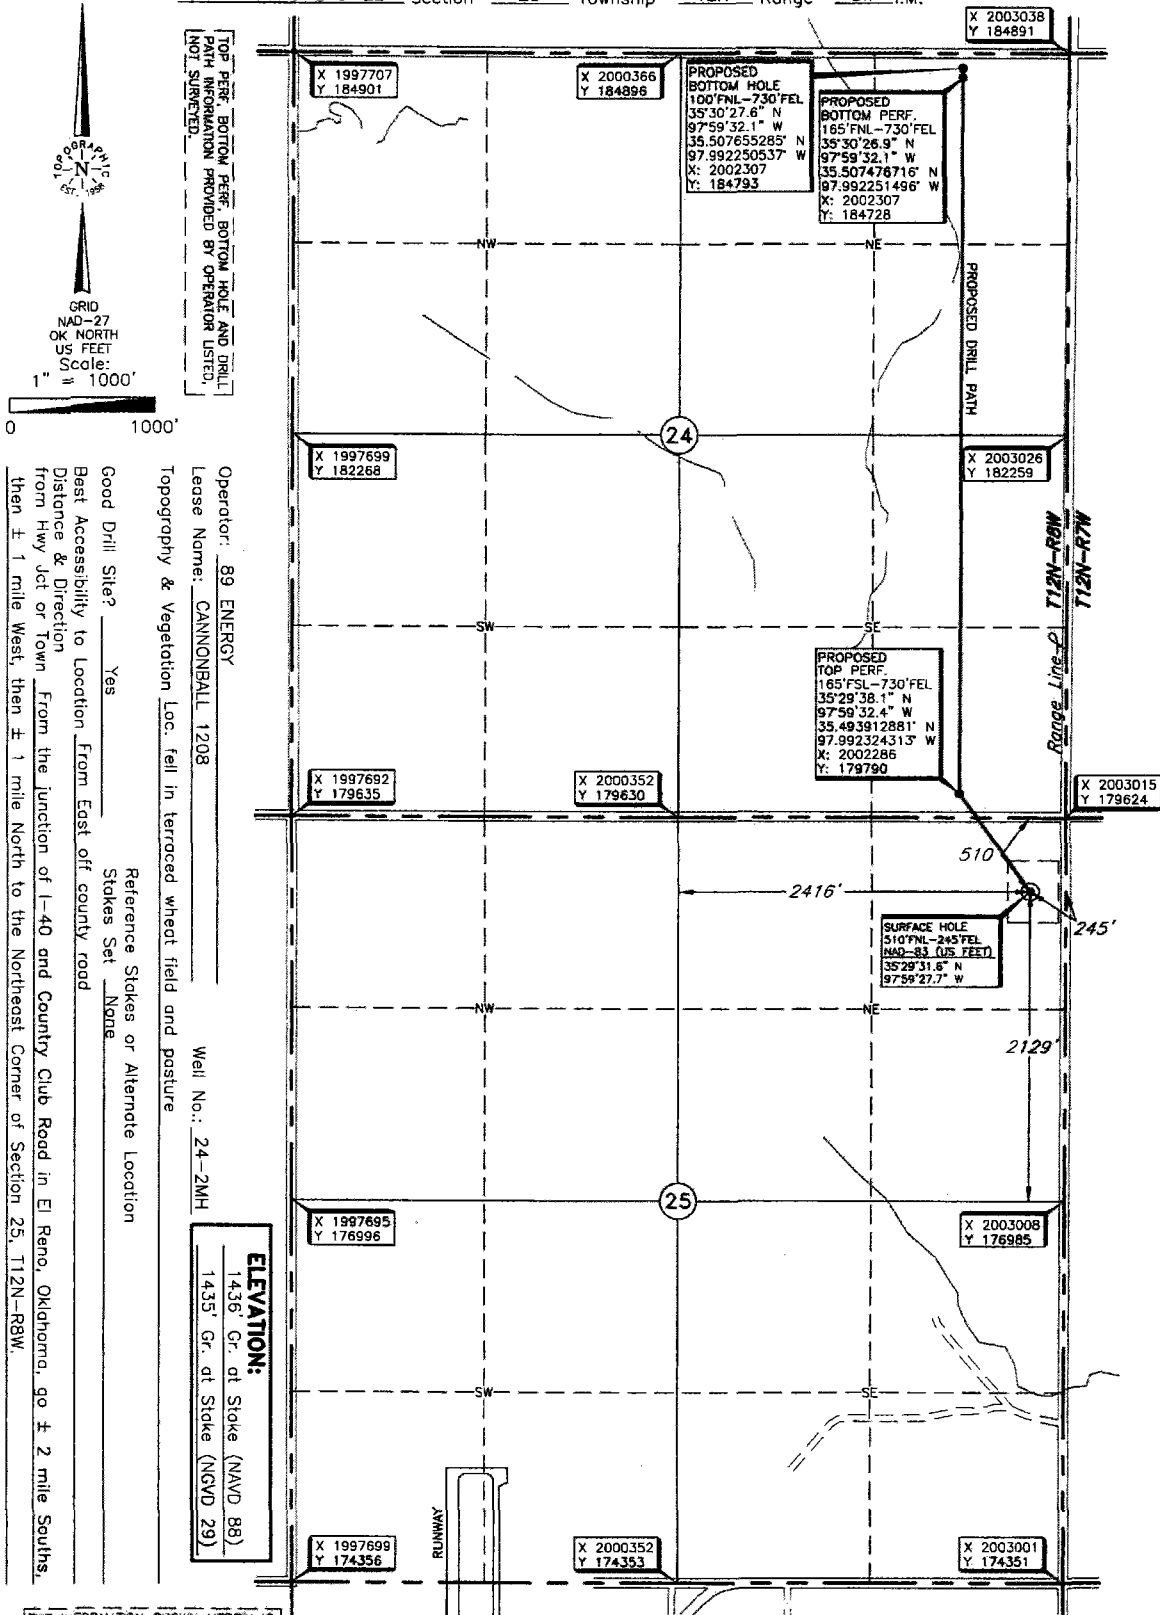 Section
Township
Range
I.M.
X 2003038
Y 184891
TOP PERF, BOTTOM PERF, BOTTOM HOLE AND DRILL
PATH INFORMATION PROVIDED BY OPERATOR LISTED,
NOT SURVEYED.
X 1997707
Y 184901
X 2000366
Y 184896
PROPOSED
BOTTOM HOLE
100'FNL-730'FEL
35°30'27.6" N
97°59'32.1" W
35.507655285° N
97.992250537° W
X: 2002307
Y: 184793
PROPOSED
BOTTOM PERF.
165'FNL-730'FEL
35°30'26.9" N
97°59'32.1" W
35.507476716° N
97.992251496° W
X: 2002307
Y: 184728
TOPOGRAPHIC
N
EST. 1956
GRID
NAD-27
OK NORTH
US FEET
Scale:
1" = 1000'
0 1000'
NW
NE
PROPOSED DRILL PATH
24
X 1997699
Y 182268
X 2003026
Y 182259
T12N-R8W
T12N-R7W
Range Line
SW
SE
PROPOSED
TOP PERF.
165'FSL-730'FEL
35°29'38.1" N
97°59'32.4" W
35.493912881° N
97.992324313° W
X: 2002286
Y: 179790
X 1997692
Y 179635
X 2000352
Y 179630
X 2003015
Y 179624
510'
2416'
245'
SURFACE HOLE
510'FNL-245'FEL
NAD-83 (US FEET)
35°29'31.6" N
97°59'27.7" W
NW
NE
2129'
25
X 1997695
Y 176996
X 2003008
Y 176985
SW
SE
RUNWAY
X 1997699
Y 174356
X 2000352
Y 174353
X 2003001
Y 174351
Operator: 89 ENERGY
Lease Name: CANNONBALL 1208 Well No.: 24-2MH
Topography & Vegetation Loc. fell in terraced wheat field and pasture
Good Drill Site? Yes
Reference Stakes or Alternate Location
Stakes Set None
Best Accessibility to Location From East off county road
Distance & Direction
from Hwy Jct or Town From the junction of I-40 and Country Club Road in El Reno, Oklahoma, go ± 2 mile Souths,
then ± 1 mile West, then ± 1 mile North to the Northeast Corner of Section 25, T12N-R8W.
ELEVATION:
1436' Gr. at Stake (NAVD 88)
1435' Gr. at Stake (NGVD 29)